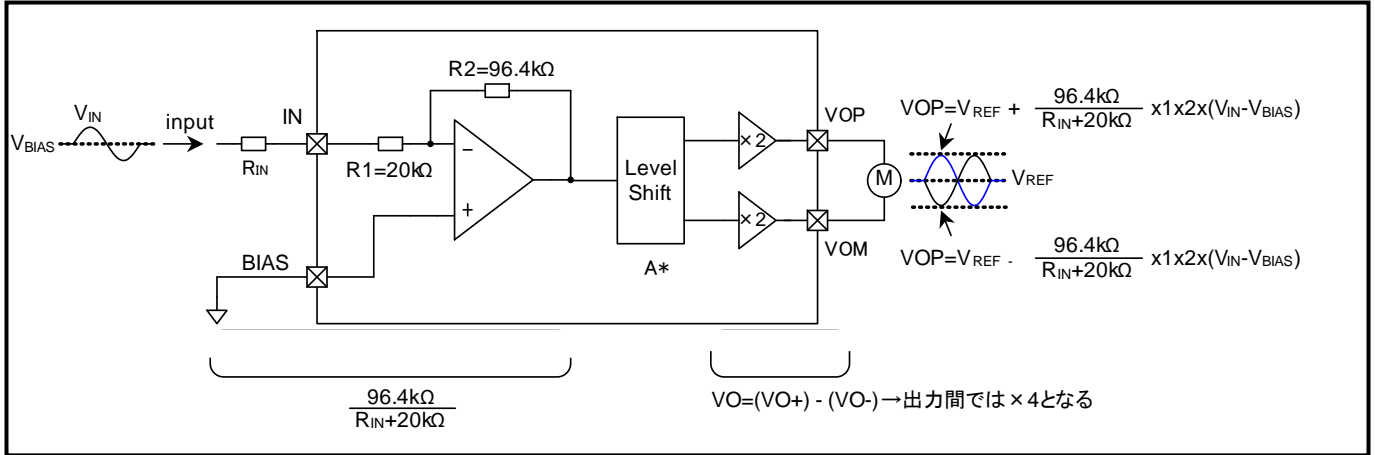 R2=96.4kΩ
VIN
VBIAS
input
IN
RIN
R1=20kΩ
−
+
BIAS
Level
Shift
A*
×2
×2
VOP
VOM
M
VOP=VREF + 96.4kΩ/RIN+20kΩ x1x2x(VIN-VBIAS)
VREF
VOP=VREF - 96.4kΩ/RIN+20kΩ x1x2x(VIN-VBIAS)
96.4kΩ
RIN+20kΩ
VO=(VO+) - (VO-)→出力間では×4となる